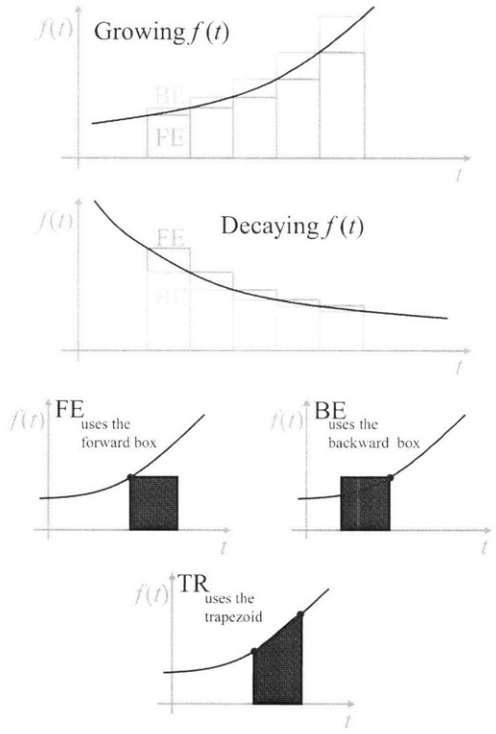 f(t)
Growing f(t)
BE
FE
t
f(t)
Decaying f(t)
FE
BE
t
f(t)
FE
uses the
forward box
t
f(t)
BE
uses the
backward box
t
f(t)
TR
uses the
trapezoid
t